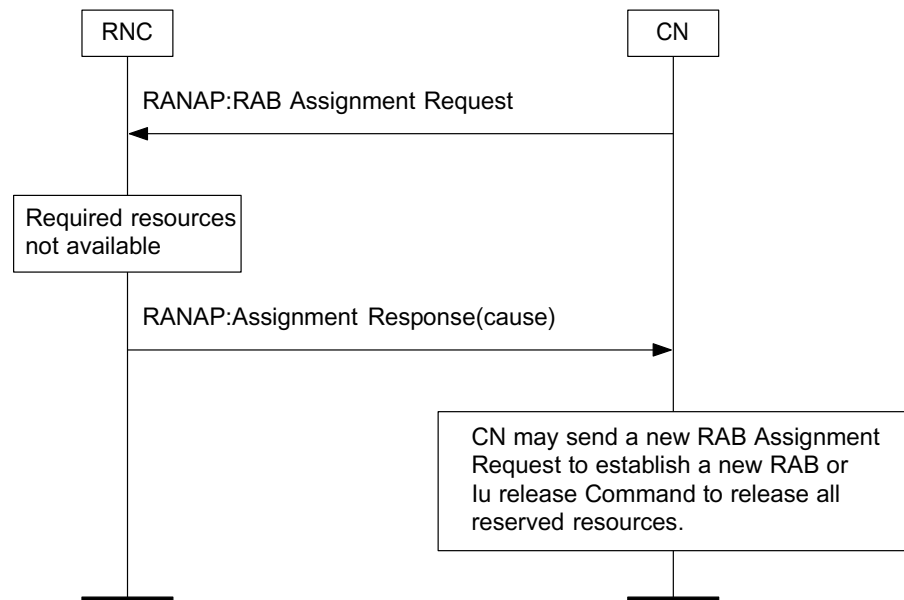 RNC
CN
RANAP:RAB Assignment Request
Required resources
not available
RANAP:Assignment Response(cause)
CN may send a new RAB Assignment
Request to establish a new RAB or
Iu release Command to release all
reserved resources.